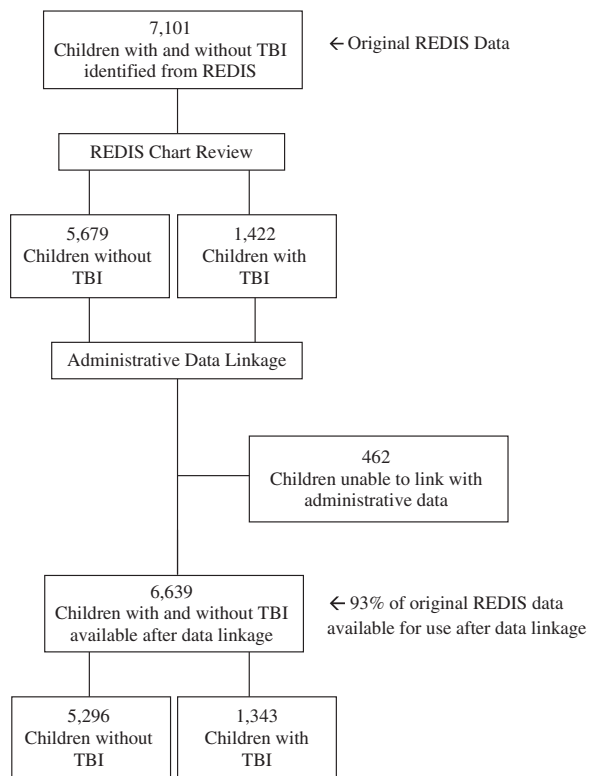 7,101
Children with and without TBI
identified from REDIS
← Original REDIS Data
REDIS Chart Review
5,679
Children without
TBI
1,422
Children with
TBI
Administrative Data Linkage
462
Children unable to link with
administrative data
6,639
Children with and without TBI
available after data linkage
← 93% of original REDIS data
available for use after data linkage
5,296
Children without
TBI
1,343
Children with
TBI